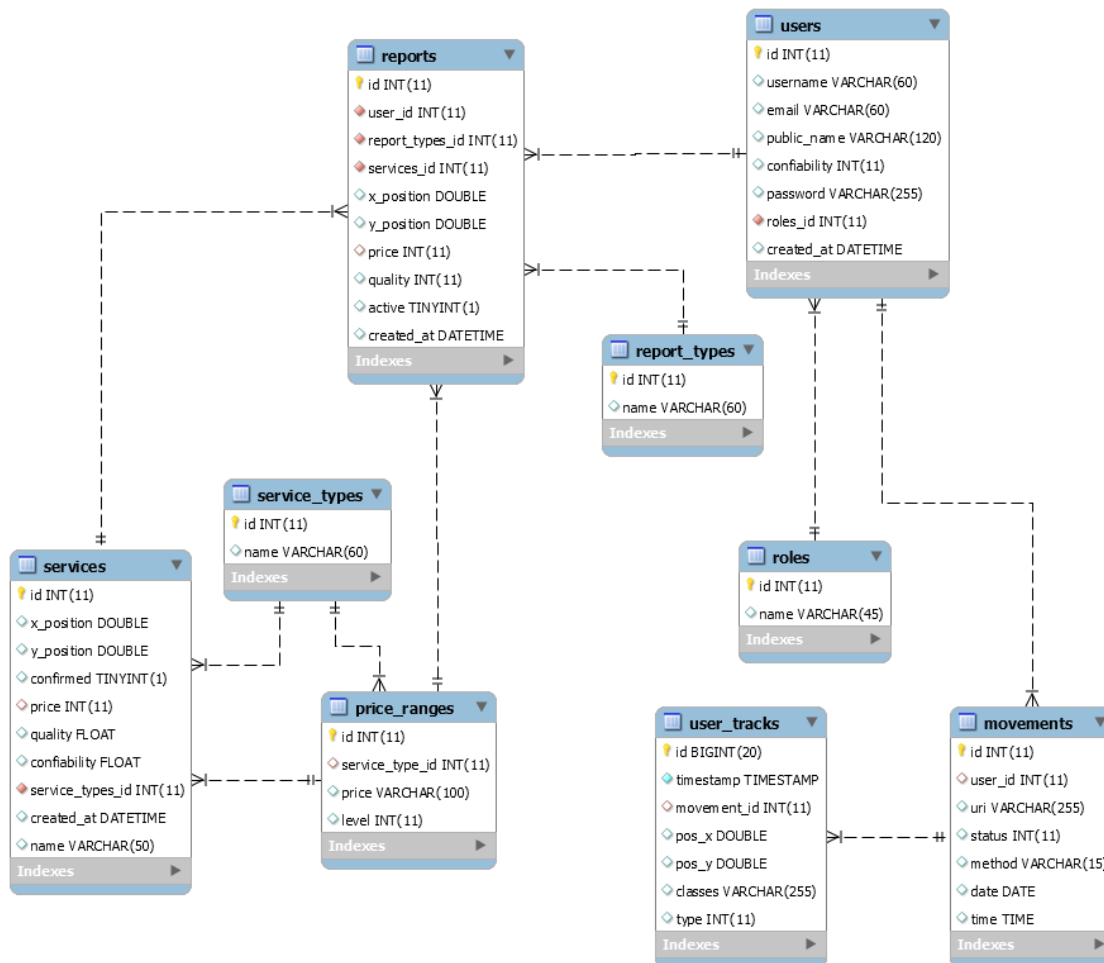 reports
id INT(11)
user_id INT(11)
report_types_id INT(11)
services_id INT(11)
x_position DOUBLE
y_position DOUBLE
price INT(11)
quality INT(11)
active TINYINT(1)
created_at DATETIME
Indexes
users
id INT(11)
username VARCHAR(60)
email VARCHAR(60)
public_name VARCHAR(120)
confiability INT(11)
password VARCHAR(255)
roles_id INT(11)
created_at DATETIME
Indexes
report_types
id INT(11)
name VARCHAR(60)
Indexes
service_types
id INT(11)
name VARCHAR(60)
Indexes
services
id INT(11)
x_position DOUBLE
y_position DOUBLE
confirmed TINYINT(1)
price INT(11)
quality FLOAT
confiability FLOAT
service_types_id INT(11)
created_at DATETIME
name VARCHAR(50)
Indexes
price_ranges
id INT(11)
service_type_id INT(11)
price VARCHAR(100)
level INT(11)
Indexes
roles
id INT(11)
name VARCHAR(45)
Indexes
user_tracks
id BIGINT(20)
timestamp TIMESTAMP
movement_id INT(11)
pos_x DOUBLE
pos_y DOUBLE
classes VARCHAR(255)
type INT(11)
Indexes
movements
id INT(11)
user_id INT(11)
uri VARCHAR(255)
status INT(11)
method VARCHAR(15)
date DATE
time TIME
Indexes